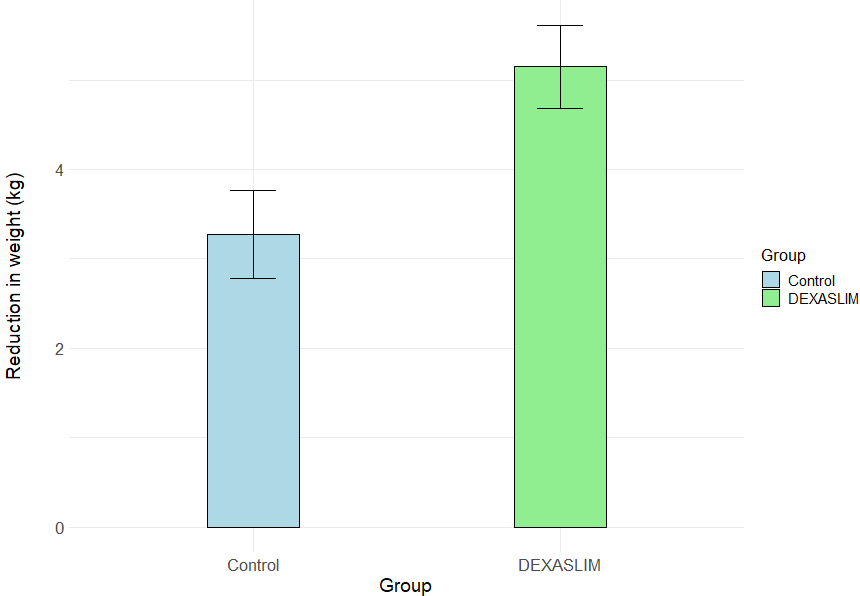 Reduction in weight (kg)
4
2
0
Control
DEXASLIM
Group
Group
Control
DEXASLIM